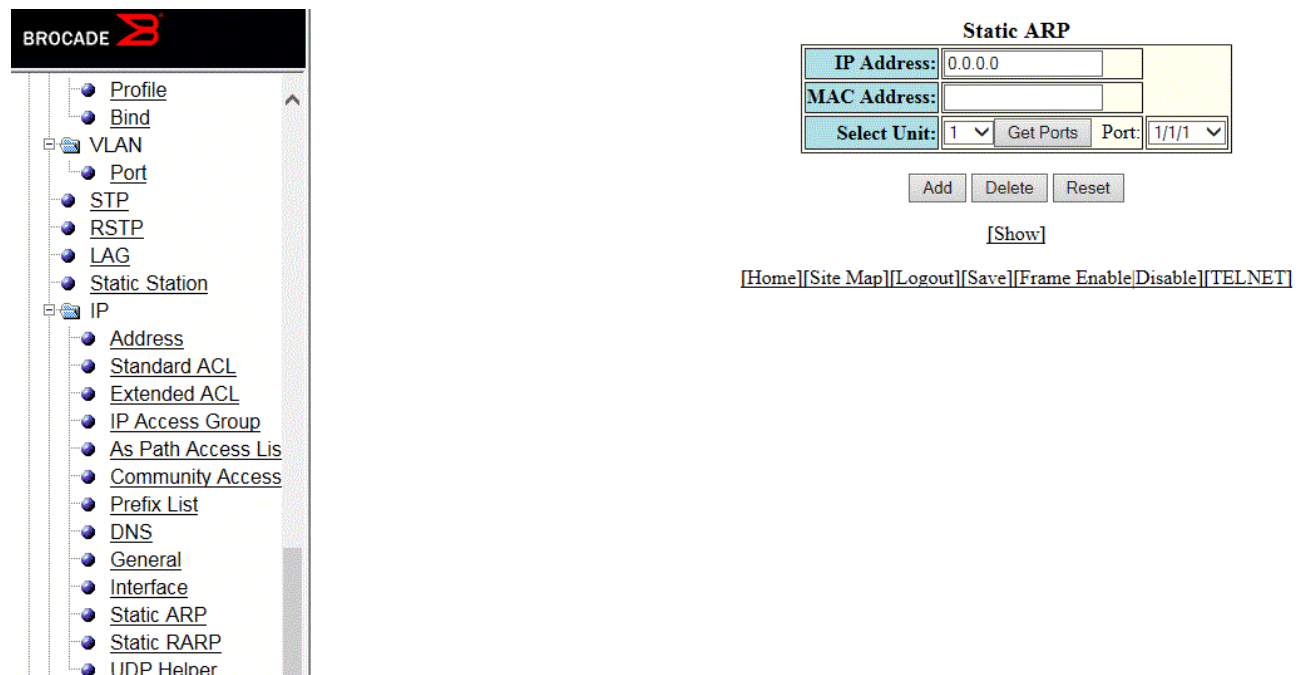 BROCADE
Profile
Bind
VLAN
Port
STP
RSTP
LAG
Static Station
IP
Address
Standard ACL
Extended ACL
IP Access Group
As Path Access Lis
Community Access
Prefix List
DNS
General
Interface
Static ARP
Static RARP
UDP Helper
Static ARP
IP Address: 0.0.0.0
MAC Address:
Select Unit: 1 Get Ports Port: 1/1/1
Add Delete Reset
[Show]
[Home][Site Map][Logout][Save][Frame Enable|Disable][TELNET]